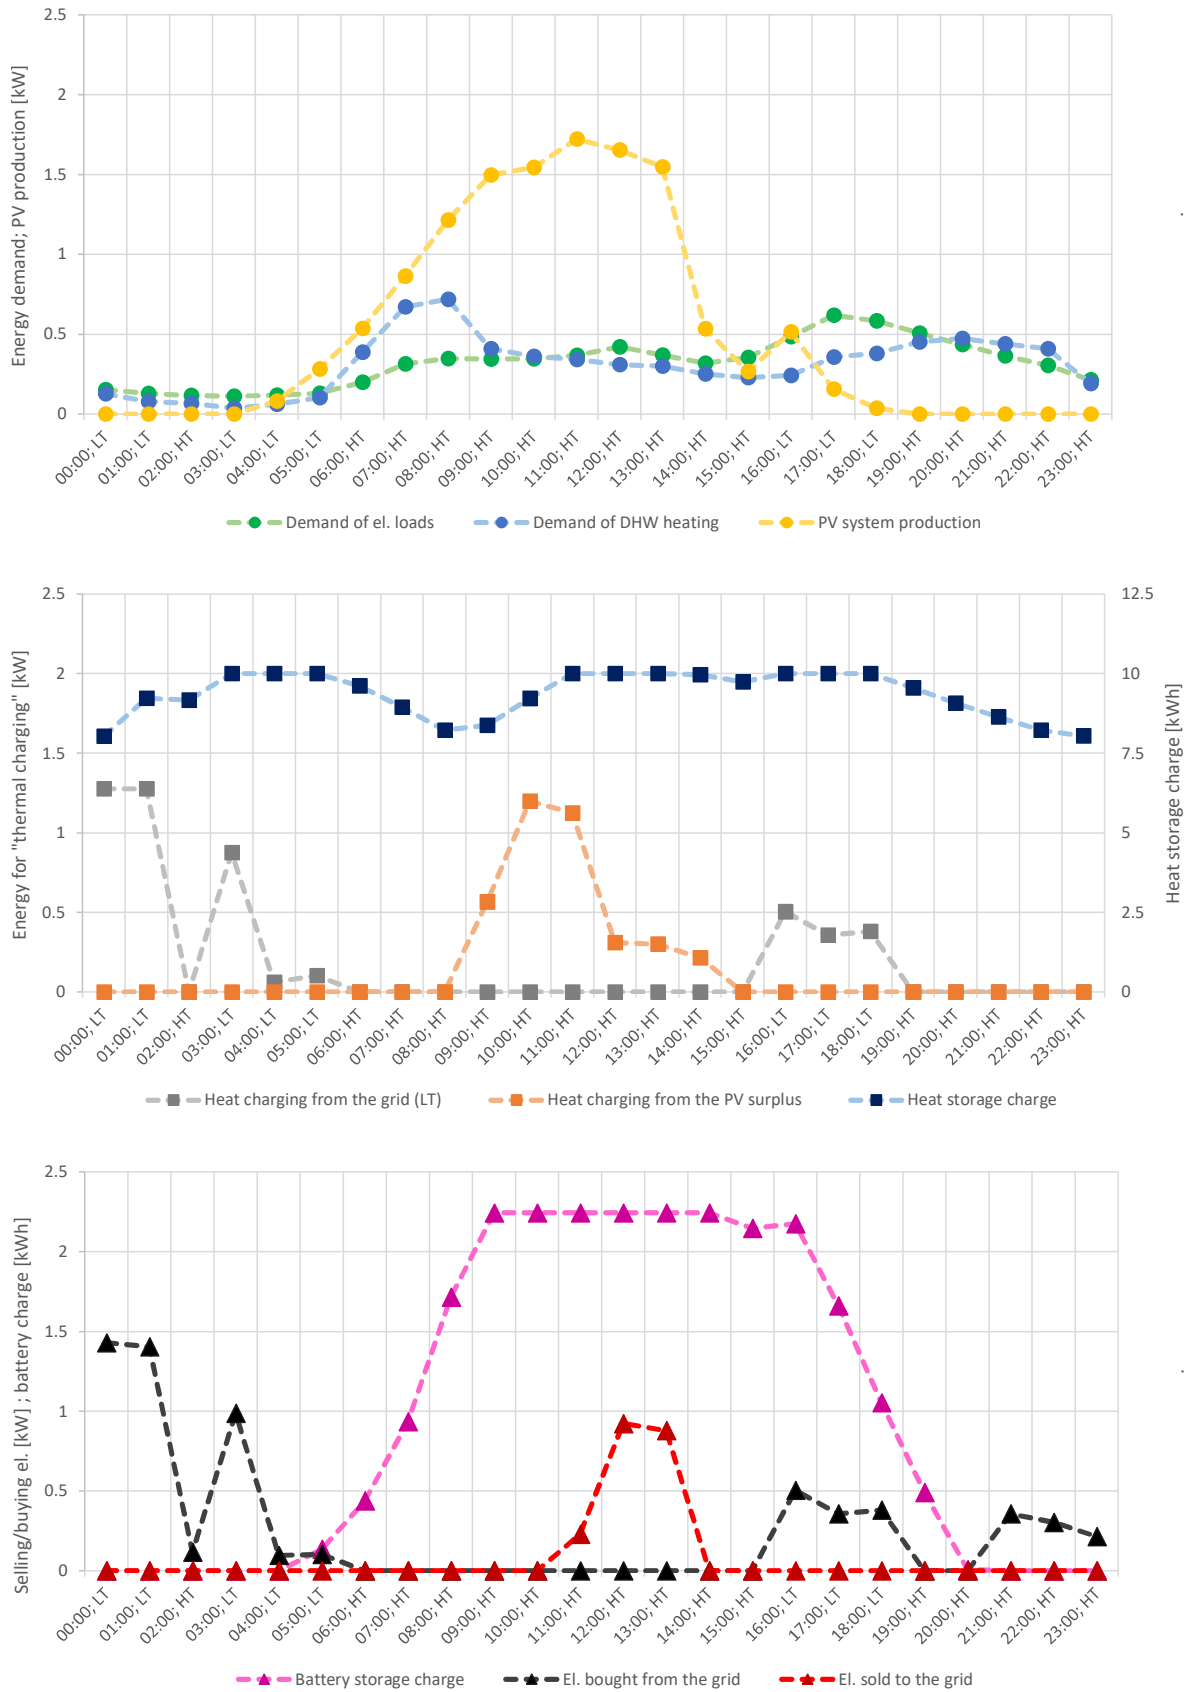 Energy demand; PV production [kW]
2.5
2
1.5
1
0.5
0
00:00; LT
01:00; LT
02:00; HT
03:00; LT
04:00; LT
05:00; LT
06:00; HT
07:00; HT
08:00; HT
09:00; HT
10:00; HT
11:00; HT
12:00; HT
13:00; HT
14:00; HT
15:00; HT
16:00; LT
17:00; LT
18:00; LT
19:00; HT
20:00; HT
21:00; HT
22:00; HT
23:00; HT
Demand of el. loads
Demand of DHW heating
PV system production
Energy for "thermal charging" [kW]
2.5
2
1.5
1
0.5
0
12.5
10
7.5
5
2.5
0
Heat storage charge [kWh]
00:00; LT
01:00; LT
02:00; HT
03:00; LT
04:00; LT
05:00; LT
06:00; HT
07:00; HT
08:00; HT
09:00; HT
10:00; HT
11:00; HT
12:00; HT
13:00; HT
14:00; HT
15:00; HT
16:00; LT
17:00; LT
18:00; LT
19:00; HT
20:00; HT
21:00; HT
22:00; HT
23:00; HT
Heat charging from the grid (LT)
Heat charging from the PV surplus
Heat storage charge
Selling/buying el. [kW] ; battery charge [kWh]
2.5
2
1.5
1
0.5
0
00:00; LT
01:00; LT
02:00; HT
03:00; LT
04:00; LT
05:00; LT
06:00; HT
07:00; HT
08:00; HT
09:00; HT
10:00; HT
11:00; HT
12:00; HT
13:00; HT
14:00; HT
15:00; HT
16:00; LT
17:00; LT
18:00; LT
19:00; HT
20:00; HT
21:00; HT
22:00; HT
23:00; HT
Battery storage charge
El. bought from the grid
El. sold to the grid